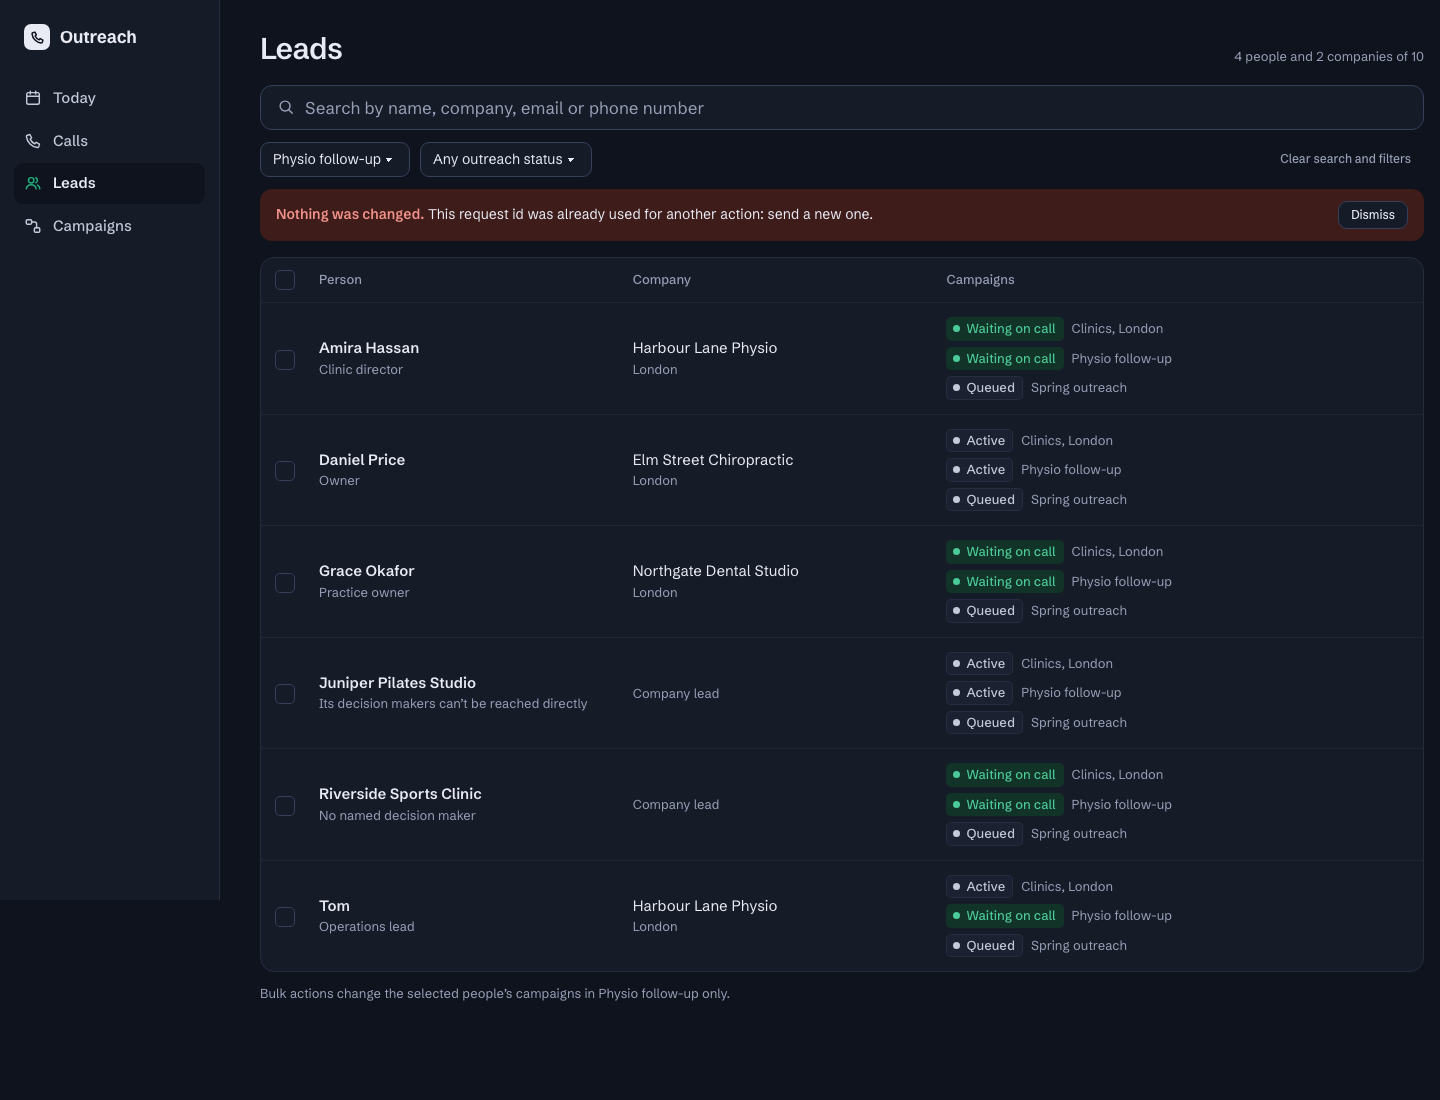 Outreach
Today
Calls
Leads
Campaigns
Leads
4 people and 2 companies of 10
Search by name, company, email or phone number
Physio follow-up
Any outreach status
Clear search and filters
Nothing was changed. This request id was already used for another action: send a new one.
Dismiss
Person Company Campaigns
Amira Hassan
Clinic director
Harbour Lane Physio
London
Waiting on call Clinics, London
Waiting on call Physio follow-up
Queued Spring outreach
Daniel Price
Owner
Elm Street Chiropractic
London
Active Clinics, London
Active Physio follow-up
Queued Spring outreach
Grace Okafor
Practice owner
Northgate Dental Studio
London
Waiting on call Clinics, London
Waiting on call Physio follow-up
Queued Spring outreach
Juniper Pilates Studio
Its decision makers can't be reached directly
Company lead
Active Clinics, London
Active Physio follow-up
Queued Spring outreach
Riverside Sports Clinic
No named decision maker
Company lead
Waiting on call Clinics, London
Waiting on call Physio follow-up
Queued Spring outreach
Tom
Operations lead
Harbour Lane Physio
London
Active Clinics, London
Waiting on call Physio follow-up
Queued Spring outreach
Bulk actions change the selected people's campaigns in Physio follow-up only.